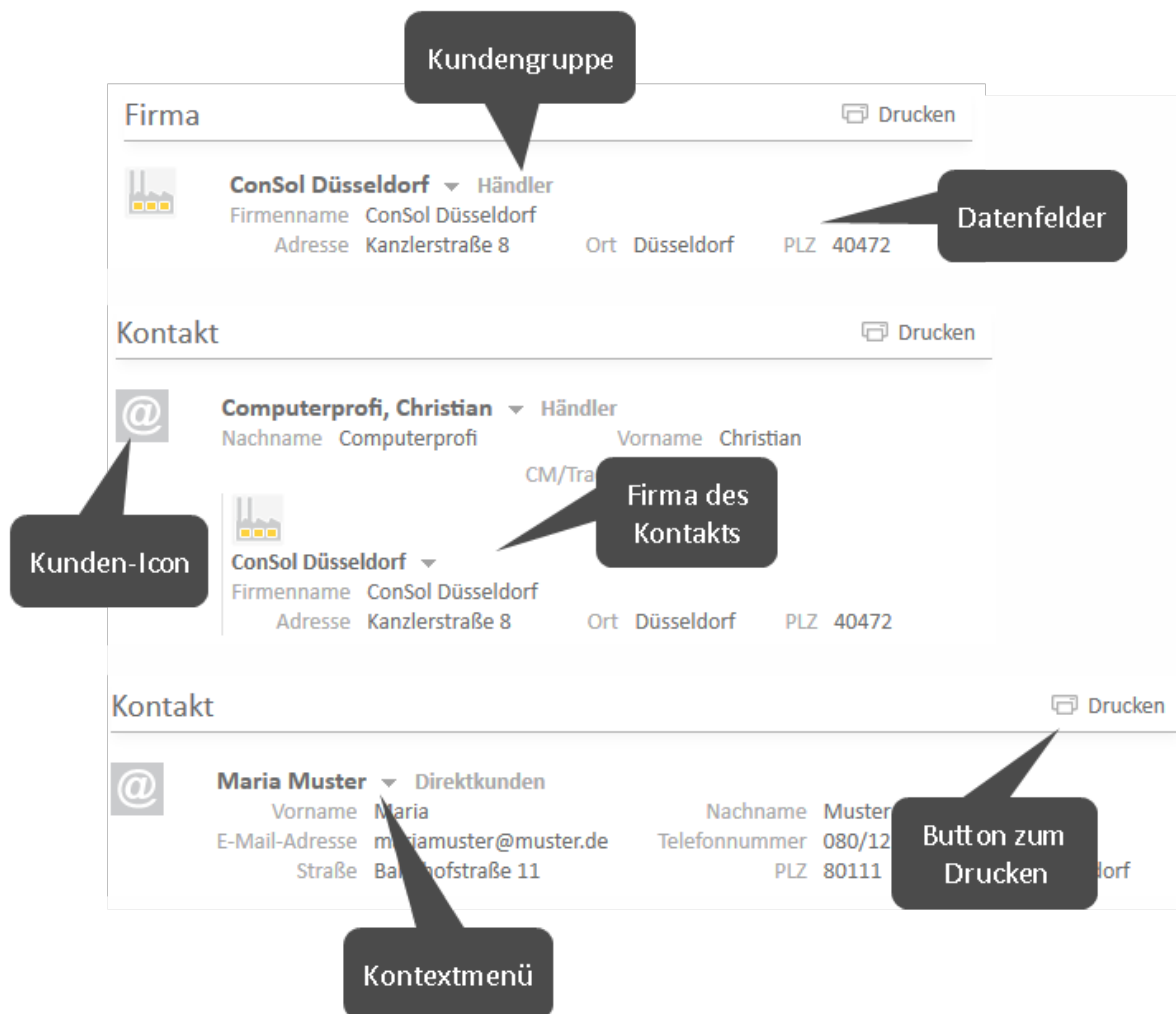 Kundengruppe
Firma Drucken
ConSol Düsseldorf Händler
Firmenname ConSol Düsseldorf
Datenfelder
Adresse Kanzlerstraße 8 Ort Düsseldorf PLZ 40472
Kontakt Drucken
@
Computerprofi, Christian Händler
Nachname Computerprofi Vorname Christian
Firma des
Kontakts
Kunden-Icon
ConSol Düsseldorf
Firmenname ConSol Düsseldorf
Adresse Kanzlerstraße 8 Ort Düsseldorf PLZ 40472
Kontakt Drucken
@
Maria Muster Direktkunden
Vorname Maria Nachname Muster
E-Mail-Adresse Telefonnummer 080/12
Straße PLZ 80111
Button zum
Drucken
Kontextmenü